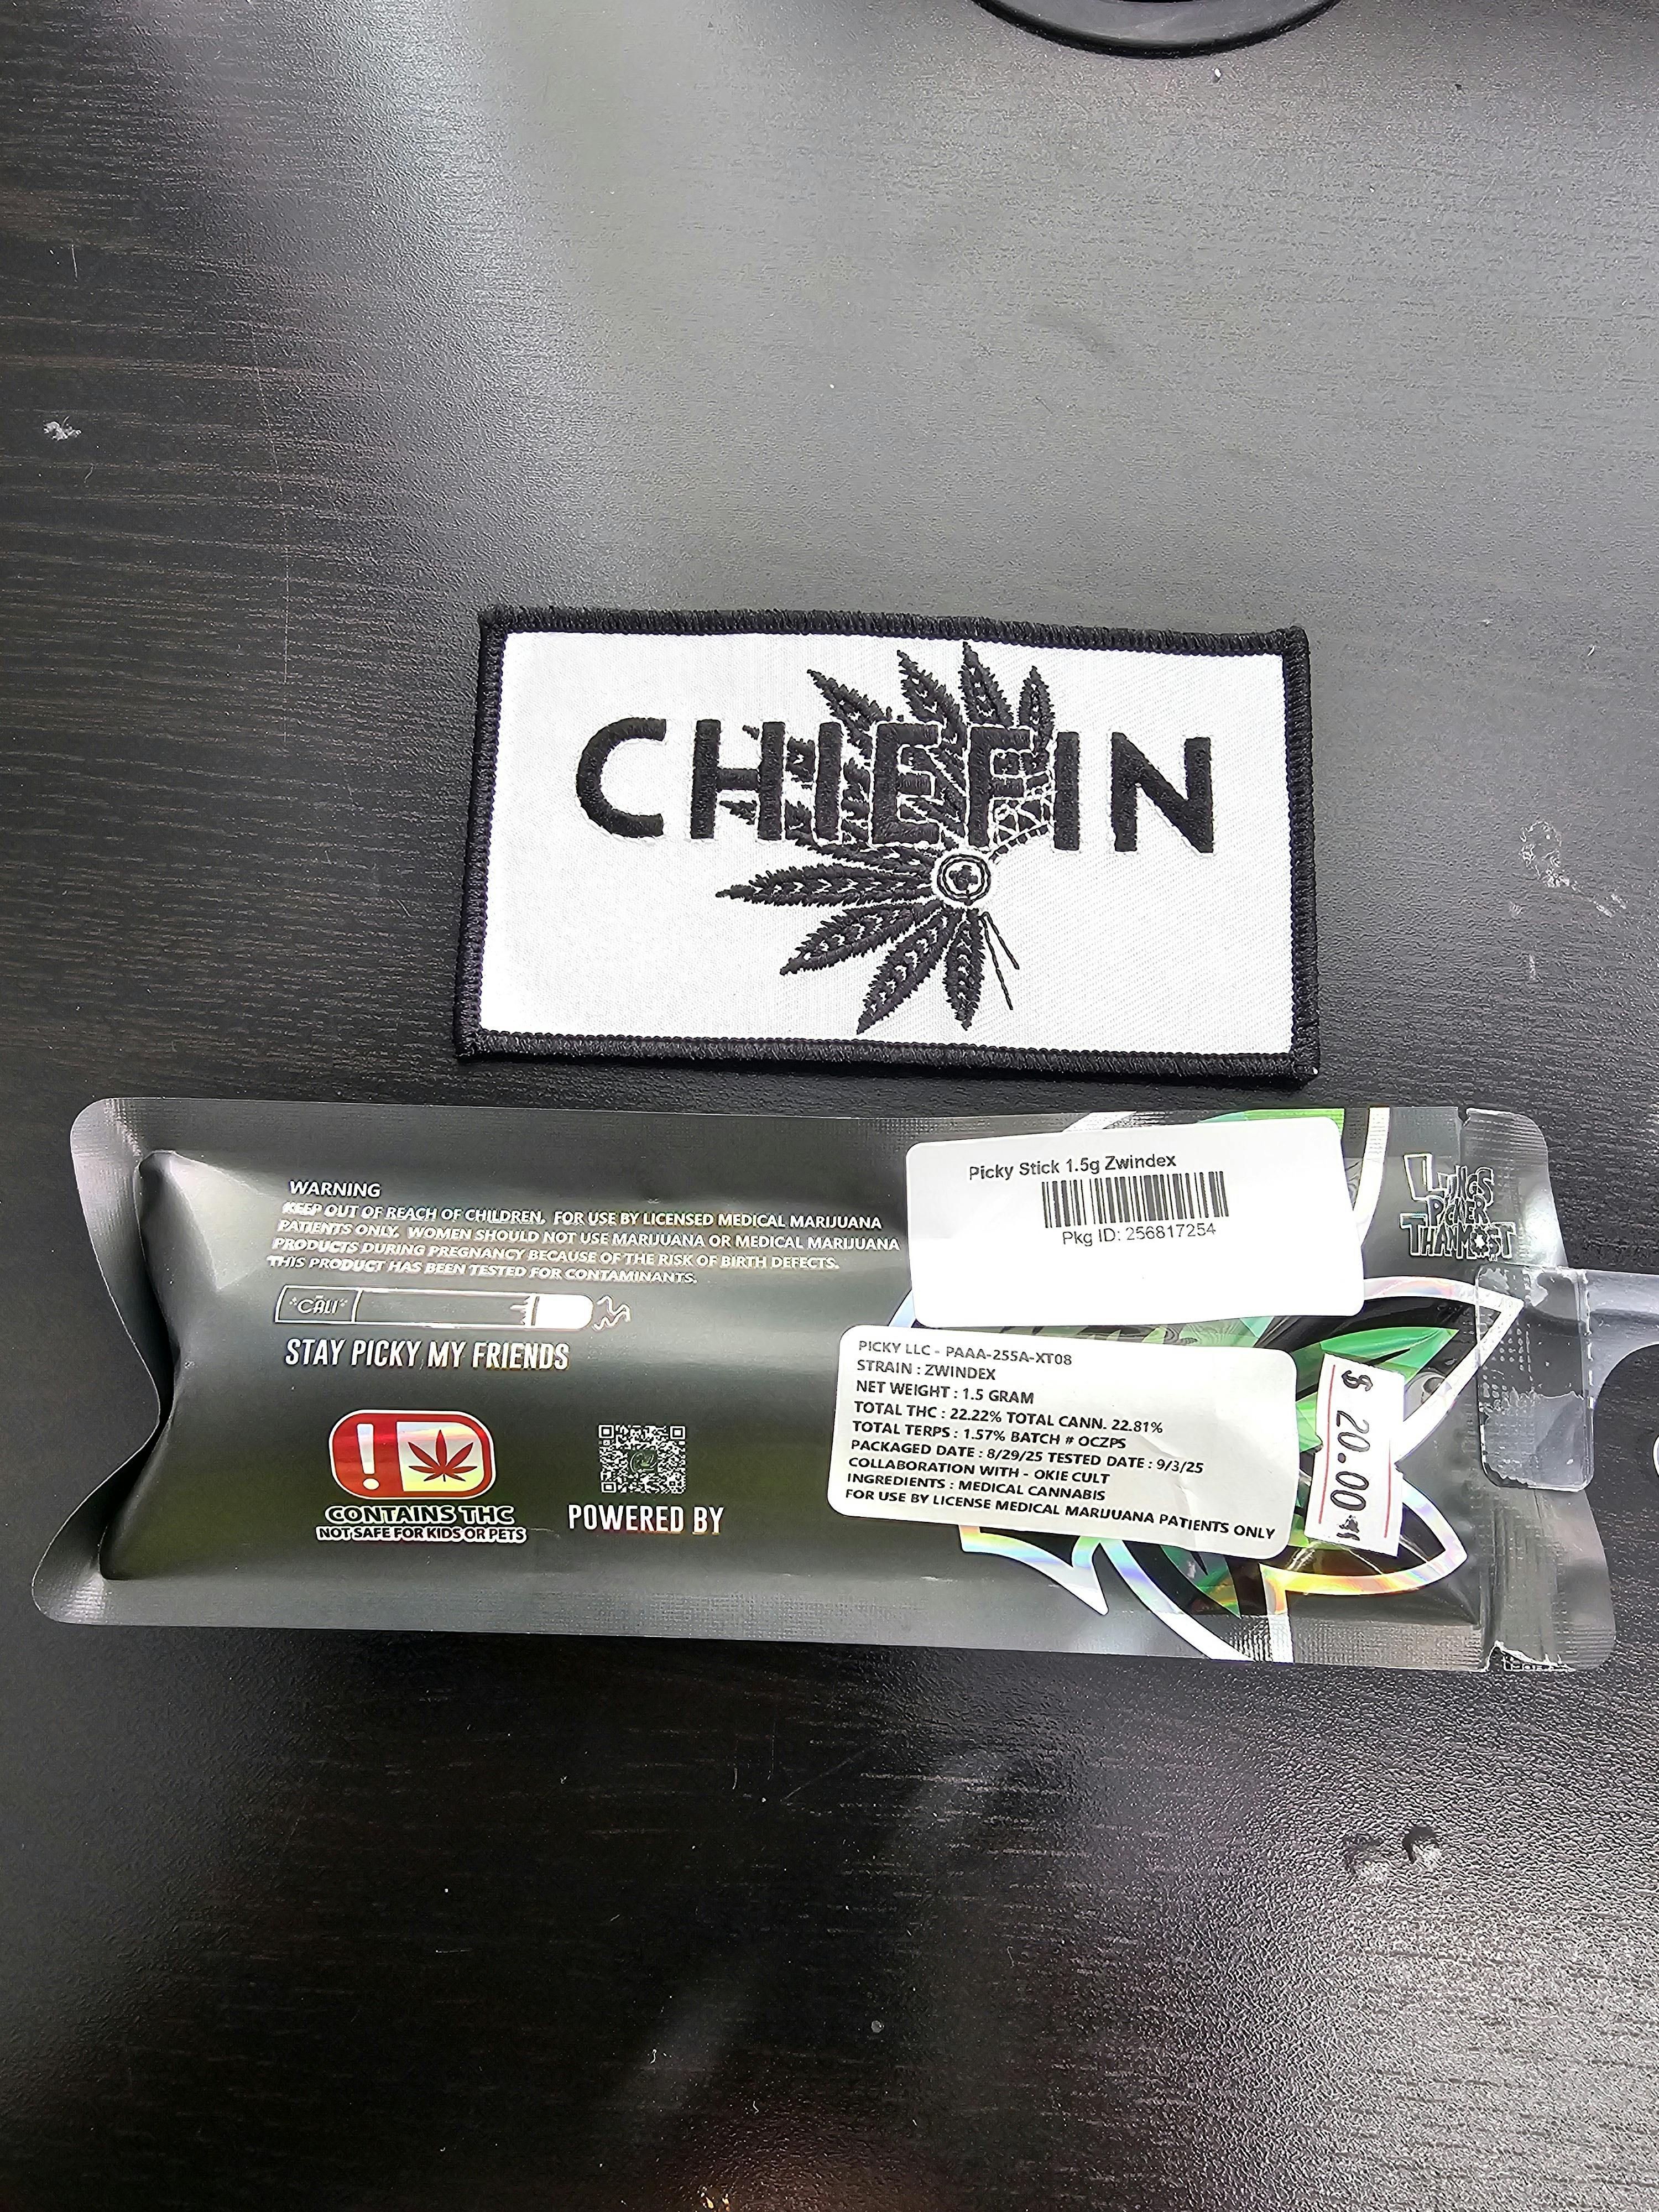 CHIEFIN
Picky Stick 1.5g Zwindex
Pkg ID: 256817254
LUNGS
PICKIER
THAN MOST
WARNING
KEEP OUT OF REACH OF CHILDREN. FOR USE BY LICENSED MEDICAL MARIJUANA
PATIENTS ONLY. WOMEN SHOULD NOT USE MARIJUANA OR MEDICAL MARIJUANA
PRODUCTS DURING PREGNANCY BECAUSE OF THE RISK OF BIRTH DEFECTS.
THIS PRODUCT HAS BEEN TESTED FOR CONTAMINANTS.
*CĀLI*
STAY PICKY MY FRIENDS
CONTAINS THC
NOT SAFE FOR KIDS OR PETS
POWERED BY
PICKY LLC - PAAA-255A-XT08
STRAIN : ZWINDEX
NET WEIGHT : 1.5 GRAM
TOTAL THC : 22.22% TOTAL CANN. 22.81%
TOTAL TERPS : 1.57% BATCH # OCZPS
PACKAGED DATE : 8/29/25 TESTED DATE : 9/3/25
COLLABORATION WITH - OKIE CULT
INGREDIENTS : MEDICAL CANNABIS
FOR USE BY LICENSE MEDICAL MARIJUANA PATIENTS ONLY
$ 20.00